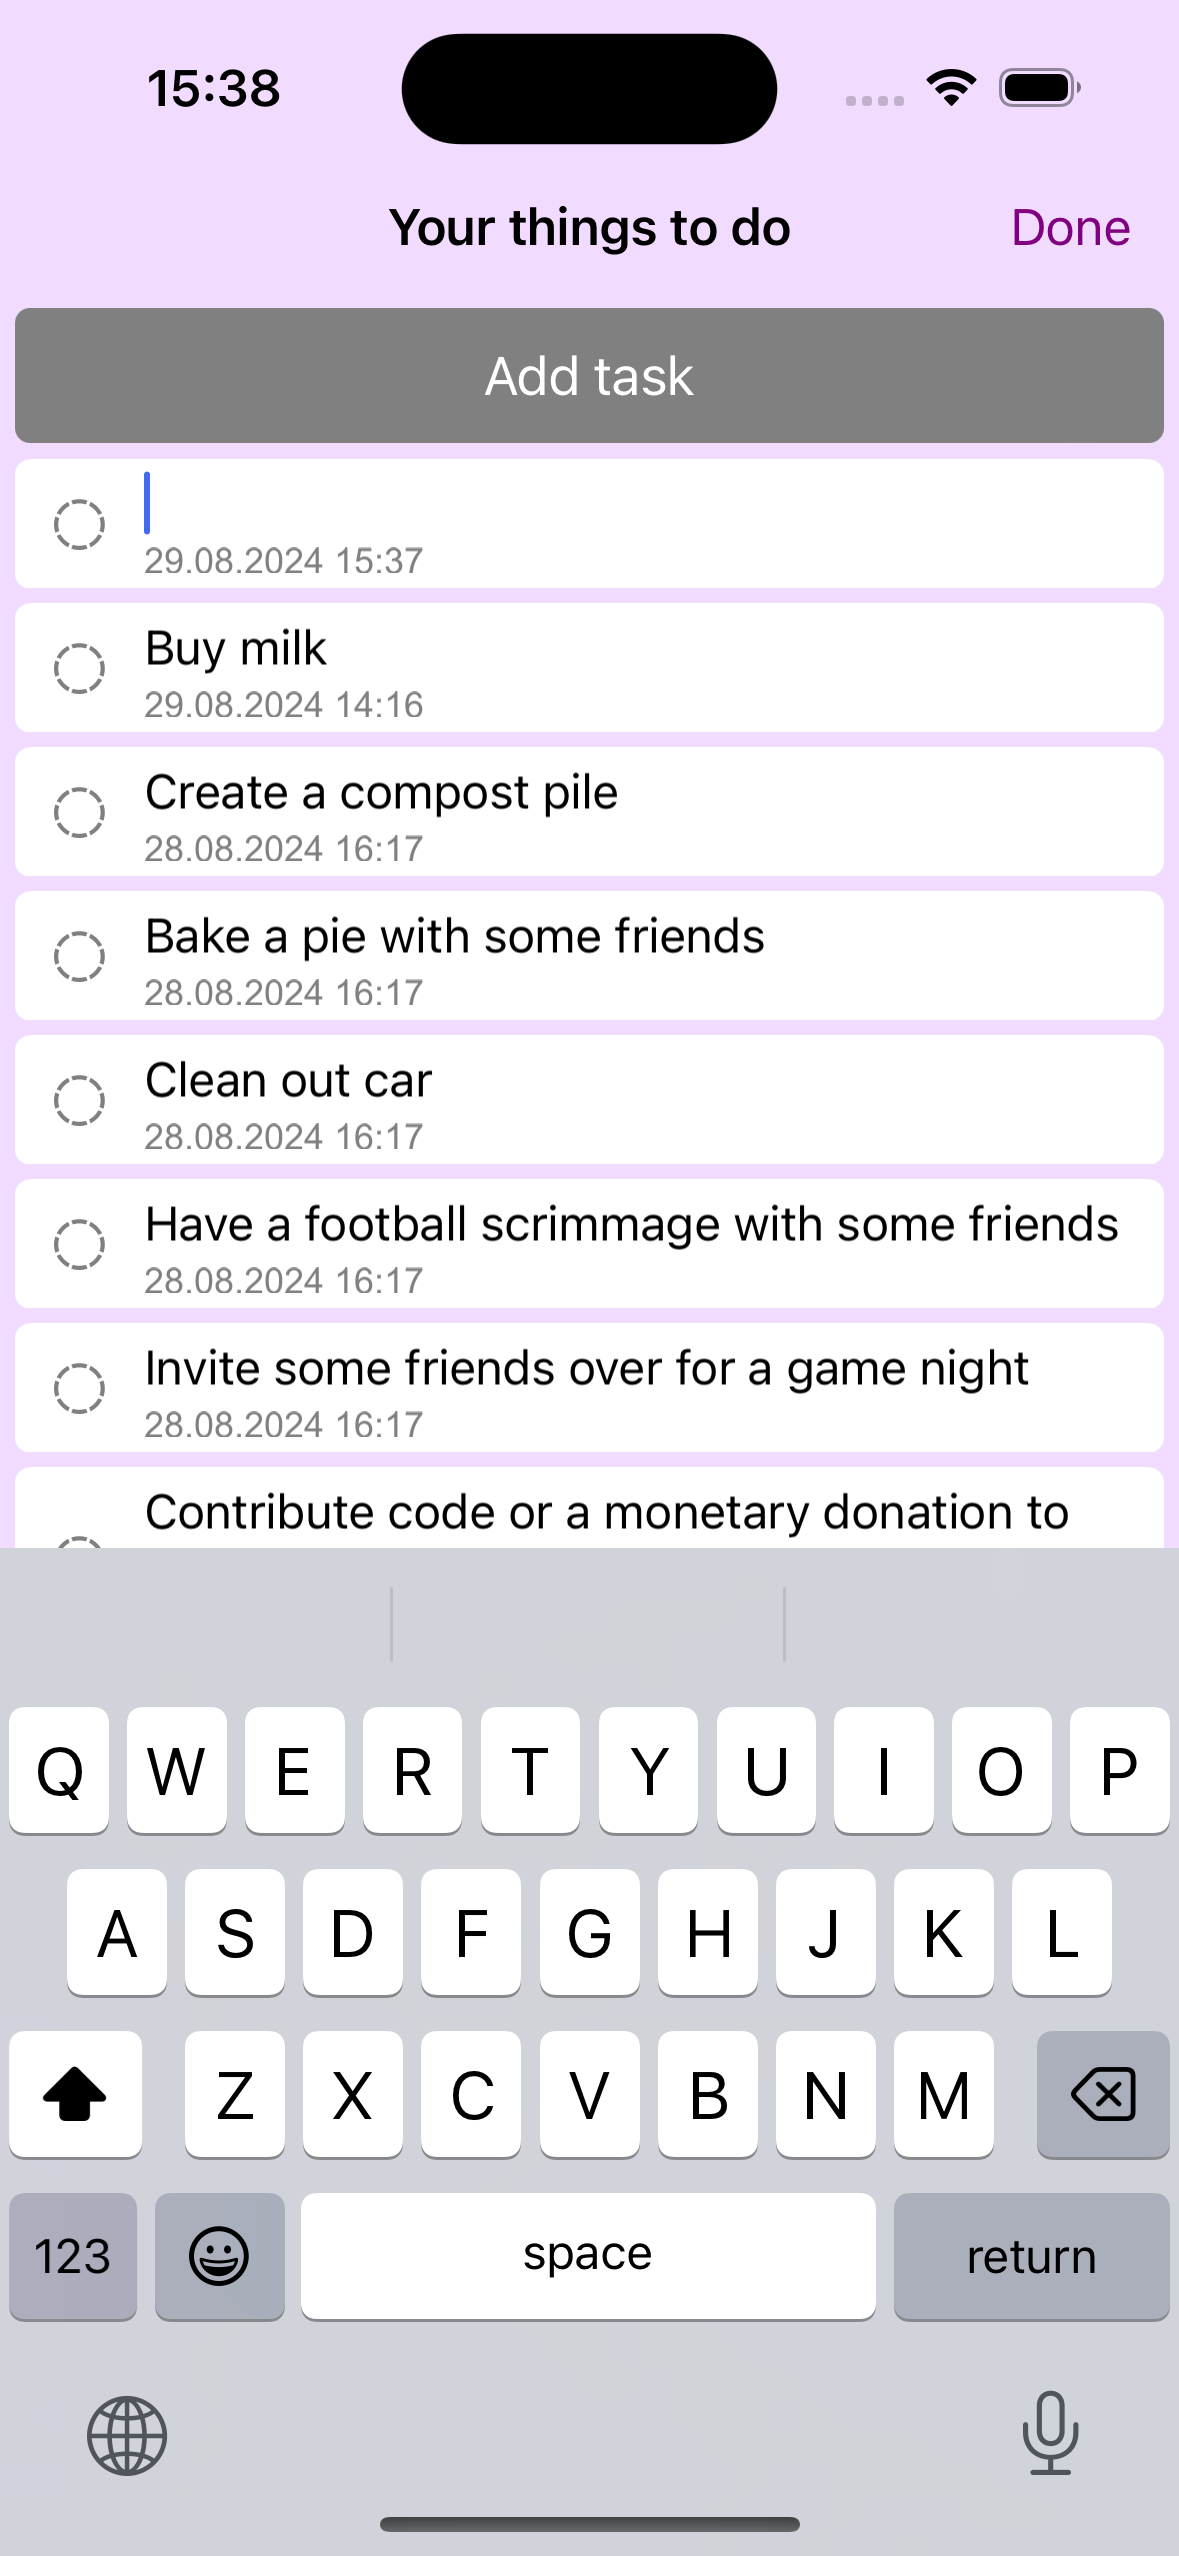 15:38
Your things to do
Done
Add task
29.08.2024 15:37
Buy milk
29.08.2024 14:16
Create a compost pile
28.08.2024 16:17
Bake a pie with some friends
28.08.2024 16:17
Clean out car
28.08.2024 16:17
Have a football scrimmage with some friends
28.08.2024 16:17
Invite some friends over for a game night
28.08.2024 16:17
Contribute code or a monetary donation to
Q W E R T Y U I O P
A S D F G H J K L
Z X C V B N M
123 space return